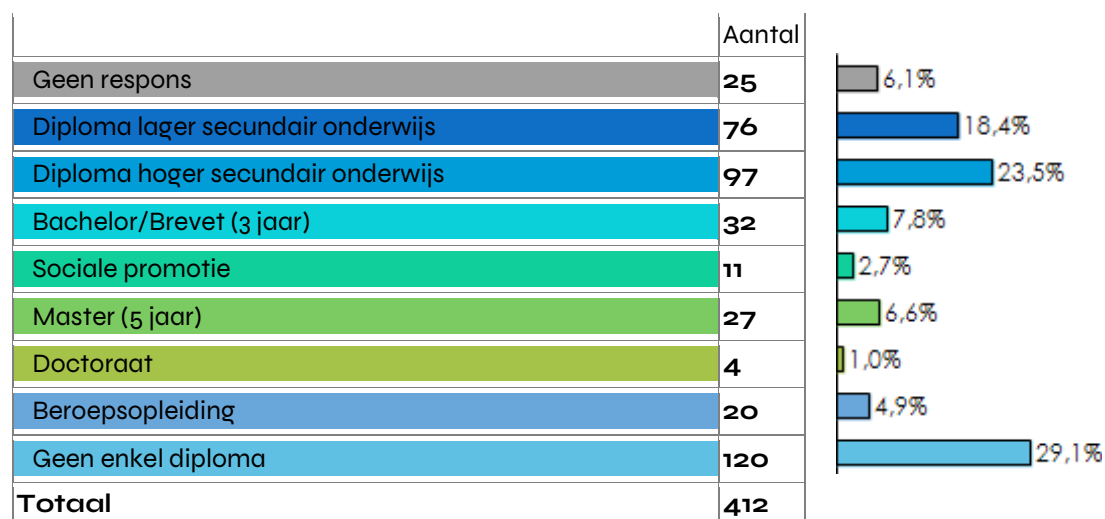 Aantal
Geen respons 25 6,1%
Diploma lager secundair onderwijs 76 18,4%
Diploma hoger secundair onderwijs 97 23,5%
Bachelor/Brevet (3 jaar) 32 7,8%
Sociale promotie 11 2,7%
Master (5 jaar) 27 6,6%
Doctoraat 4 1,0%
Beroepsopleiding 20 4,9%
Geen enkel diploma 120 29,1%
Totaal 412